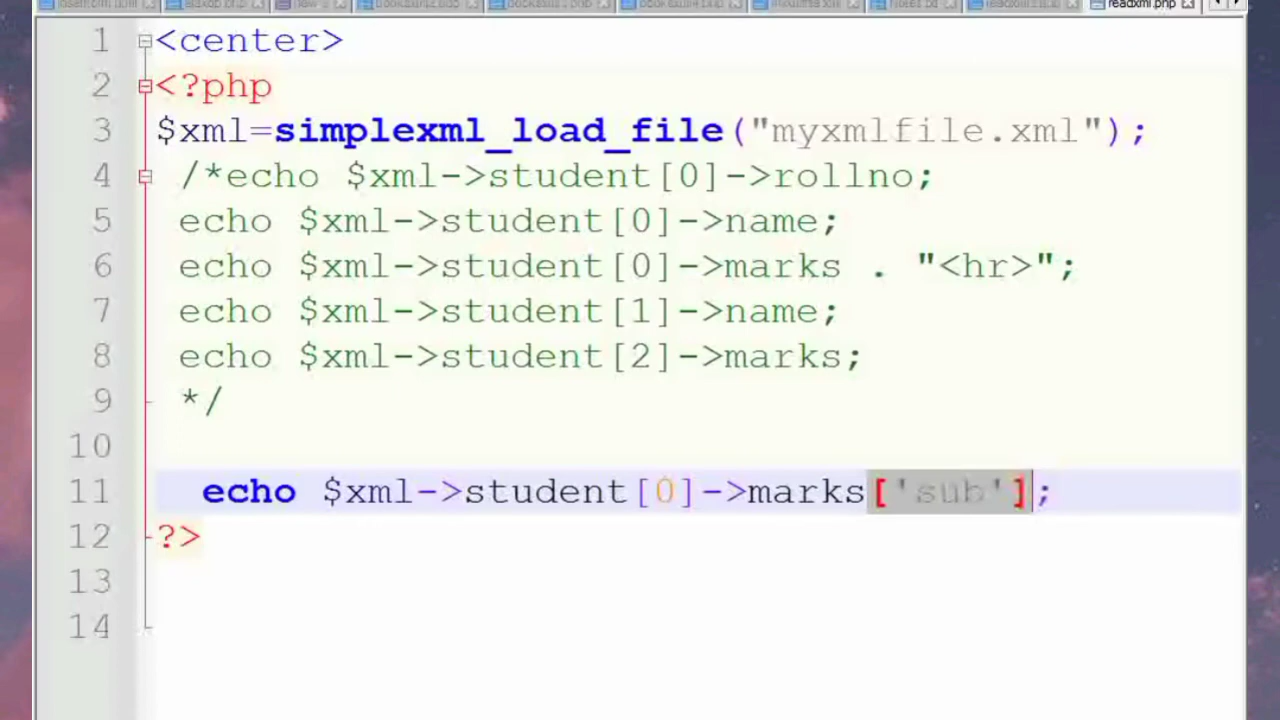 readxml.php
1 <center>
2 <?php
3 $xml=simplexml_load_file("myxmlfile.xml");
4 /*echo $xml->student[0]->rollno;
5 echo $xml->student[0]->name;
6 echo $xml->student[0]->marks . "<hr>";
7 echo $xml->student[1]->name;
8 echo $xml->student[2]->marks;
9 */
10
11 echo $xml->student[0]->marks['sub'];
12 ?>
13
14